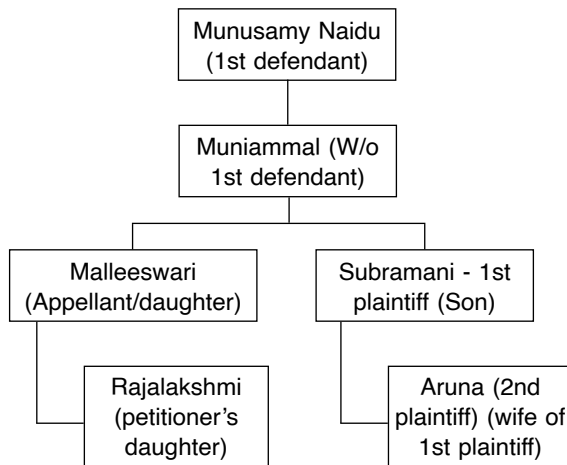 Munusamy Naidu
(1st defendant)
Muniammal (W/o
1st defendant)
Malleeswari
(Appellant/daughter)
Subramani - 1st
plaintiff (Son)
Rajalakshmi
(petitioner’s
daughter)
Aruna (2nd
plaintiff) (wife of
1st plaintiff)